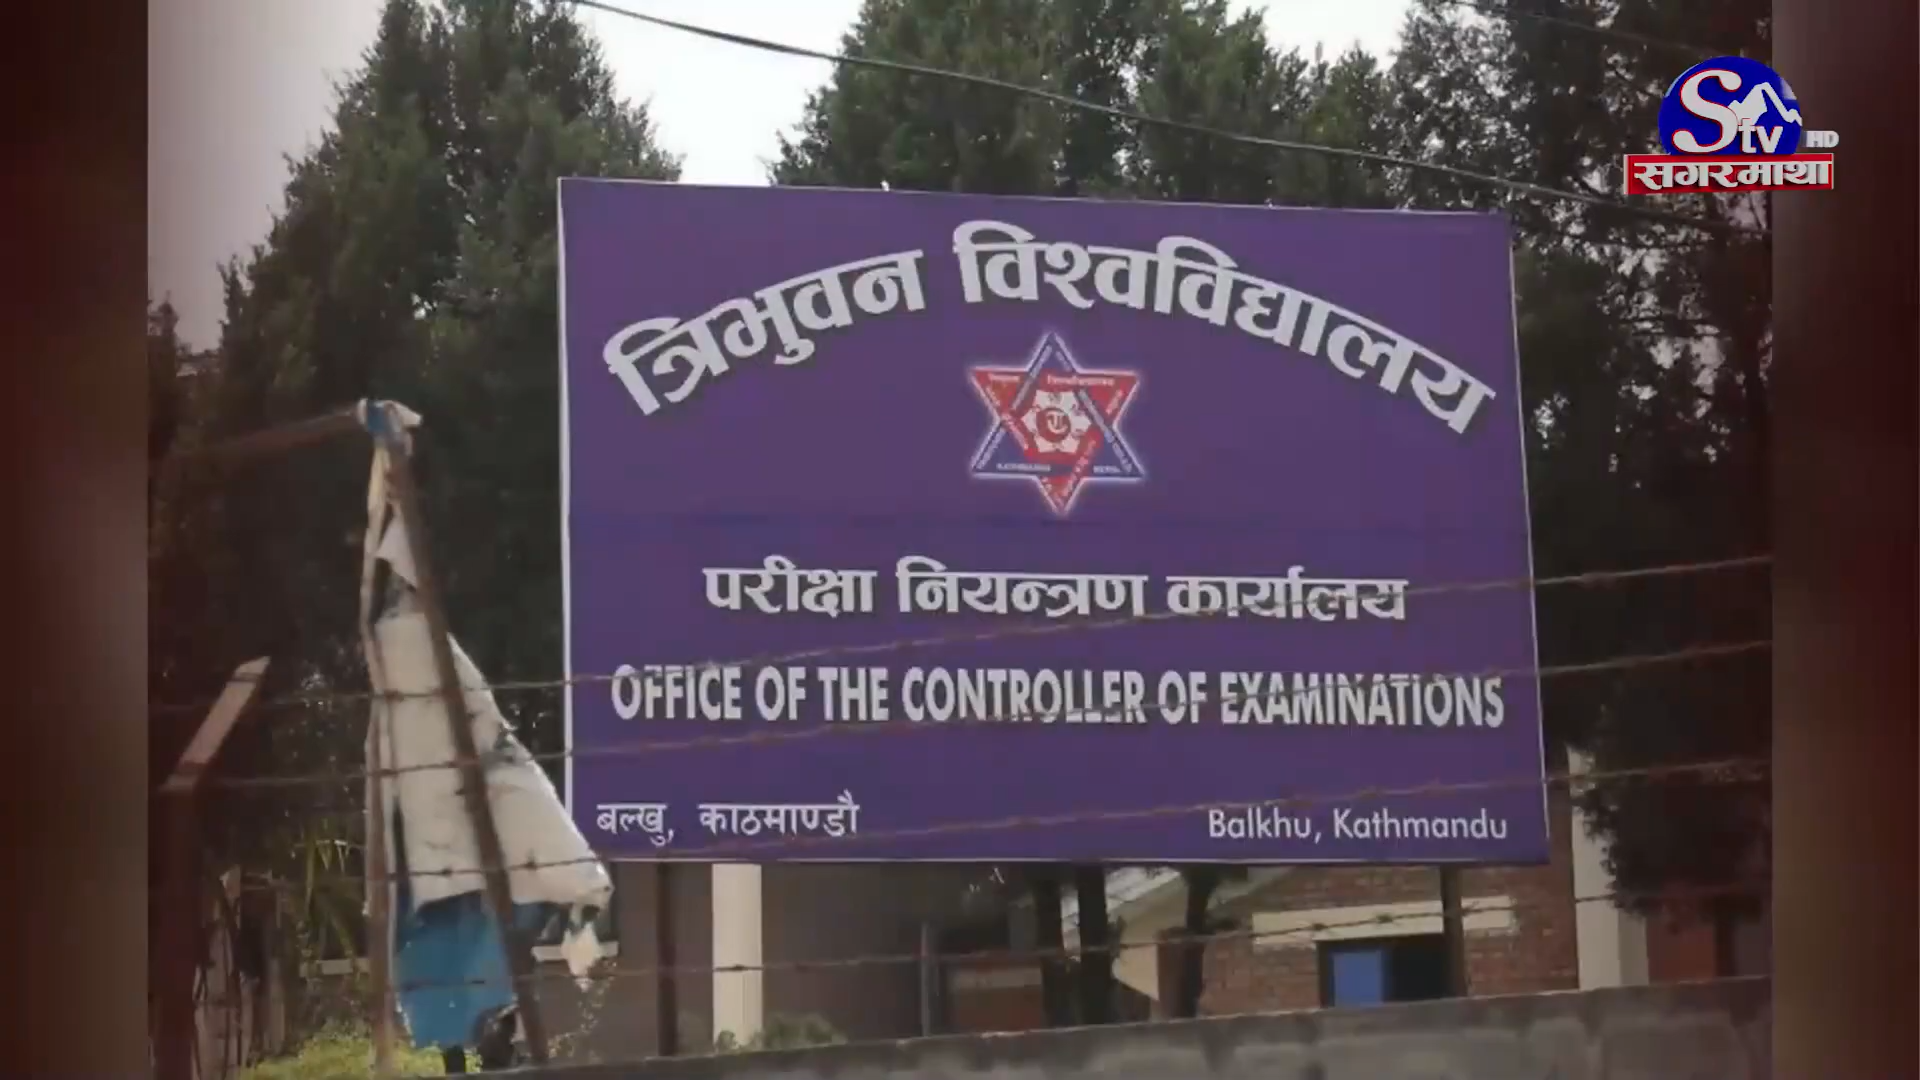 STV HD
सगरमाथा
त्रिभुवन विश्वविद्यालय
परीक्षा नियन्त्रण कार्यालय
OFFICE OF THE CONTROLLER OF EXAMINATIONS
बल्खु, काठमाण्डौ
Balkhu, Kathmandu